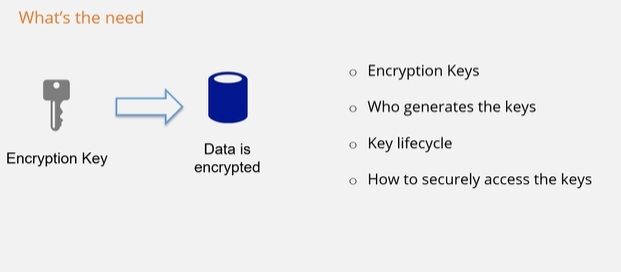 What's the need
Encryption Key
Data is
encrypted
o Encryption Keys
o Who generates the keys
o Key lifecycle
o How to securely access the keys